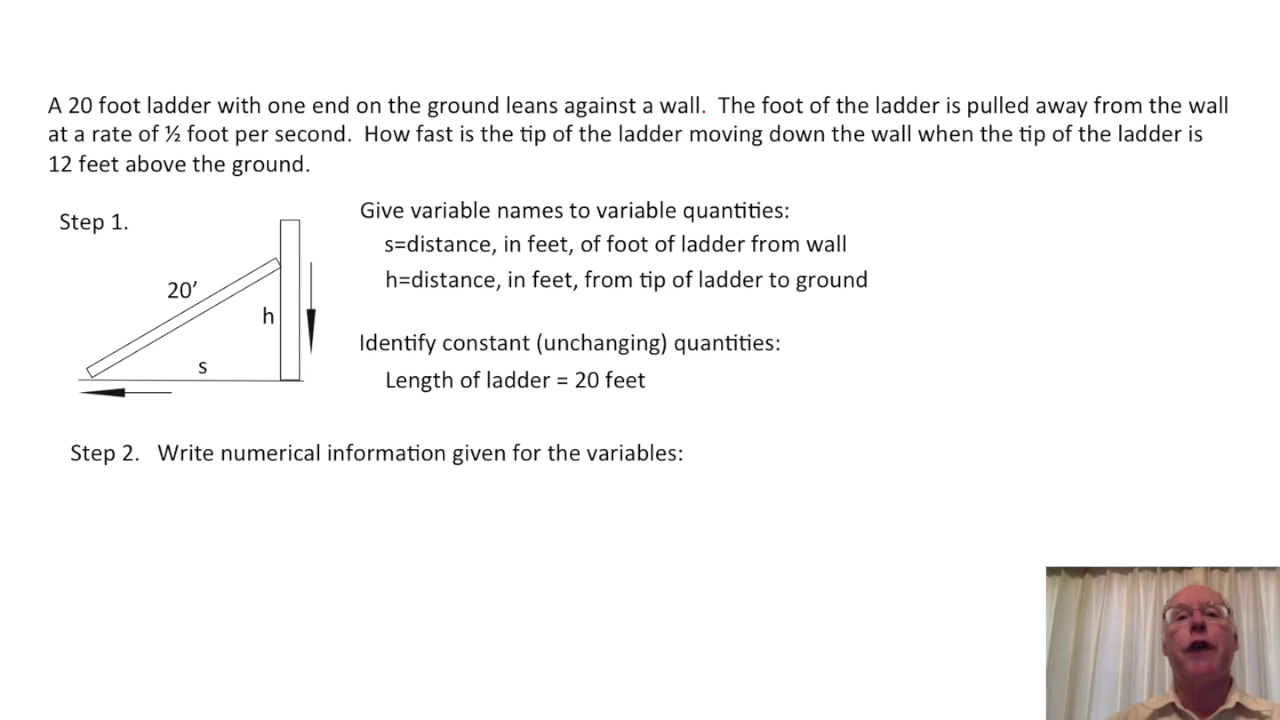 A 20 foot ladder with one end on the ground leans against a wall. The foot of the ladder is pulled away from the wall
at a rate of ½ foot per second. How fast is the tip of the ladder moving down the wall when the tip of the ladder is
12 feet above the ground.
Step 1.
Give variable names to variable quantities:
s=distance, in feet, of foot of ladder from wall
h=distance, in feet, from tip of ladder to ground
20’
h
s
Identify constant (unchanging) quantities:
Length of ladder = 20 feet
Step 2. Write numerical information given for the variables: